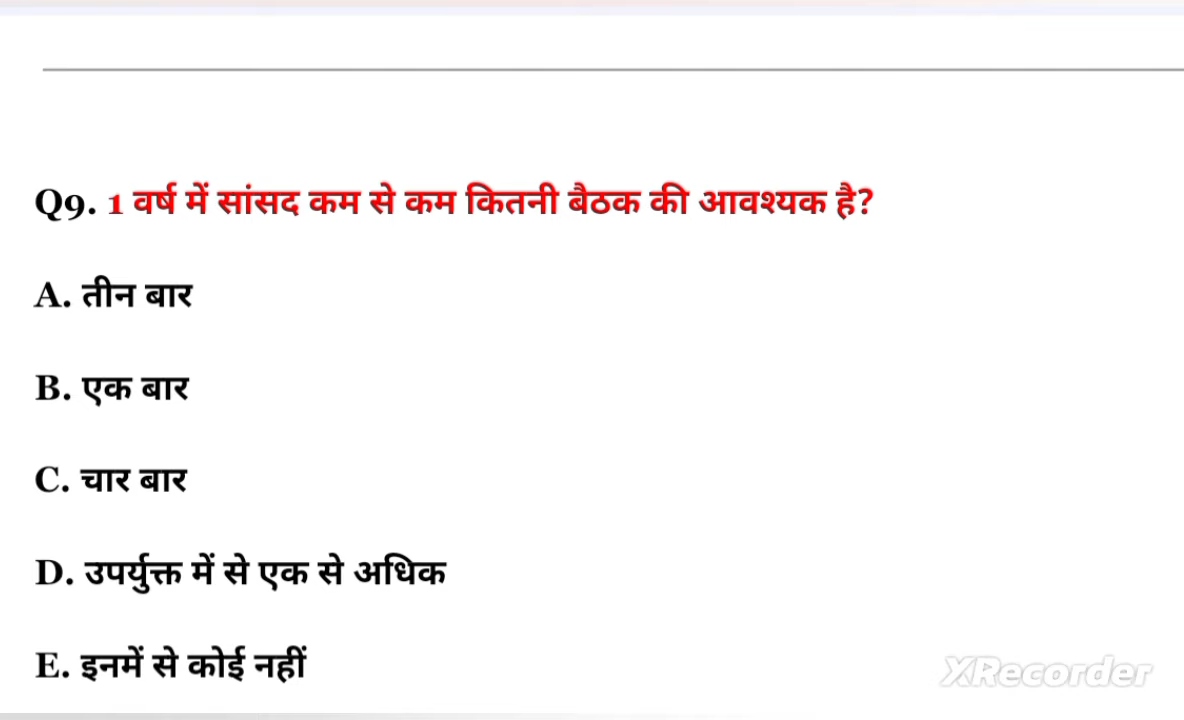 Q9. 1 वर्ष में सांसद कम से कम कितनी बैठक की आवश्यक है?
A. तीन बार
B. एक बार
C. चार बार
D. उपर्युक्त में से एक से अधिक
E. इनमें से कोई नहीं
XRecorder